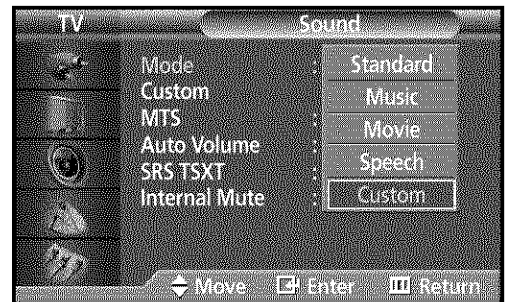 TV Sound
Mode : Standard
Custom Music
MTS : Movie
Auto Volume :
SRS TSXT : Speech
Internal Mute : Custom
Move Enter Return